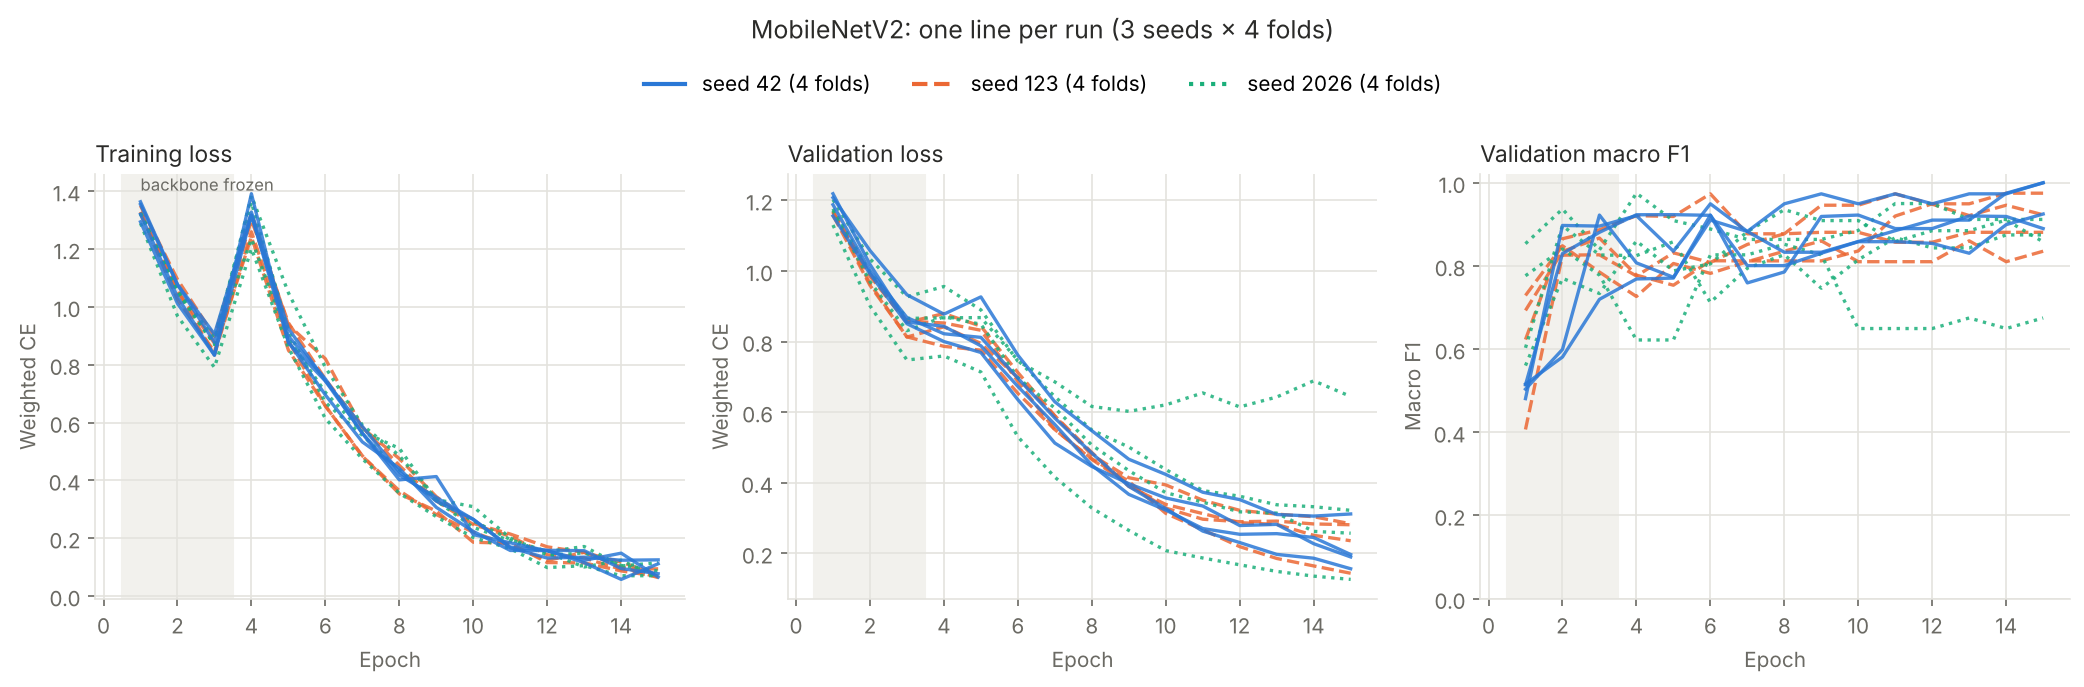 MobileNetV2: one line per run (3 seeds × 4 folds)
seed 42 (4 folds) seed 123 (4 folds) seed 2026 (4 folds)
Training loss
backbone frozen
Weighted CE
1.4
1.2
1.0
0.8
0.6
0.4
0.2
0.0
0 2 4 6 8 10 12 14
Epoch
Validation loss
Weighted CE
1.2
1.0
0.8
0.6
0.4
0.2
0 2 4 6 8 10 12 14
Epoch
Validation macro F1
Macro F1
1.0
0.8
0.6
0.4
0.2
0.0
0 2 4 6 8 10 12 14
Epoch